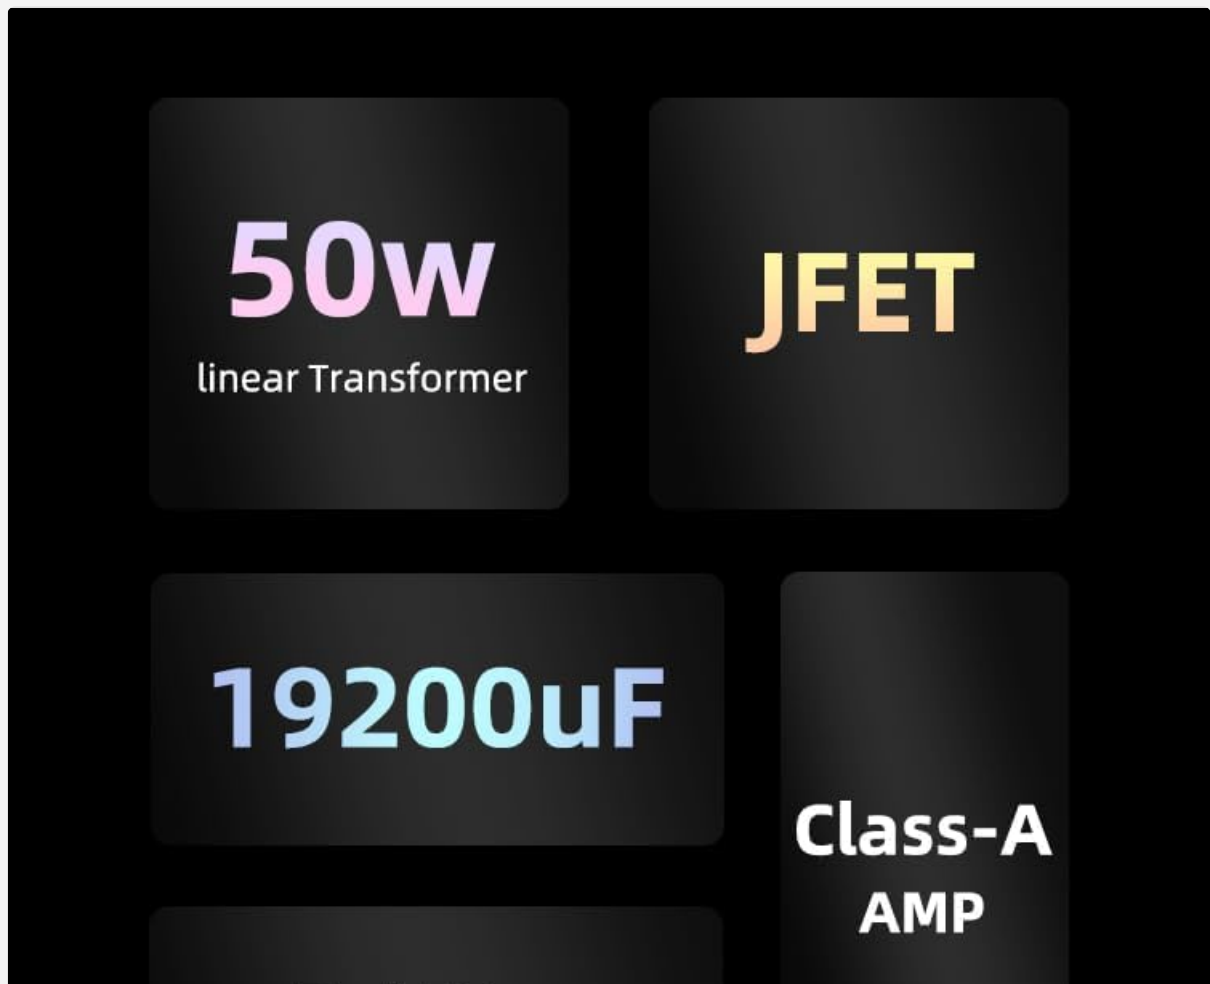 50w
linear Transformer
JFET
19200uF
Class-A
AMP